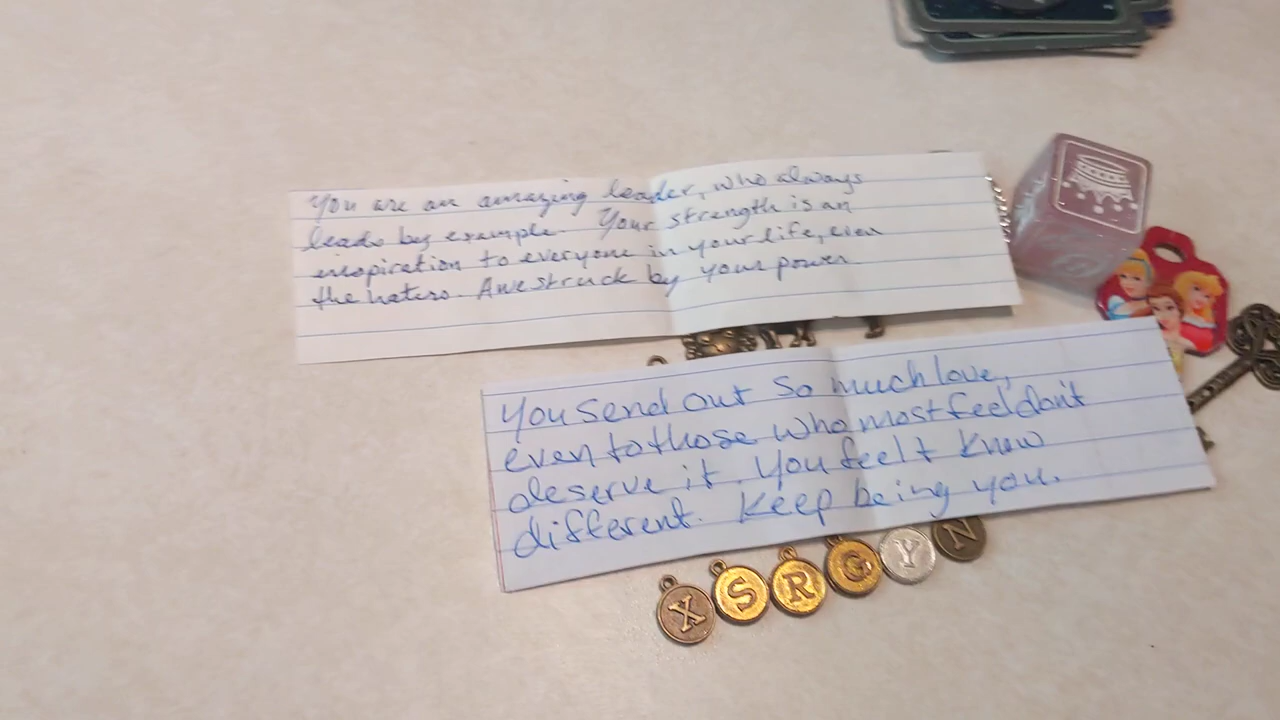 You are an amazing leader, who always
leads by example. Your strength is an
inspiration to everyone in your life, even
the haters. Awe struck by your power.
You send out so much love,
even to those who most feel don't
deserve it. You feel & know
different. Keep being you.
X S R G Y N